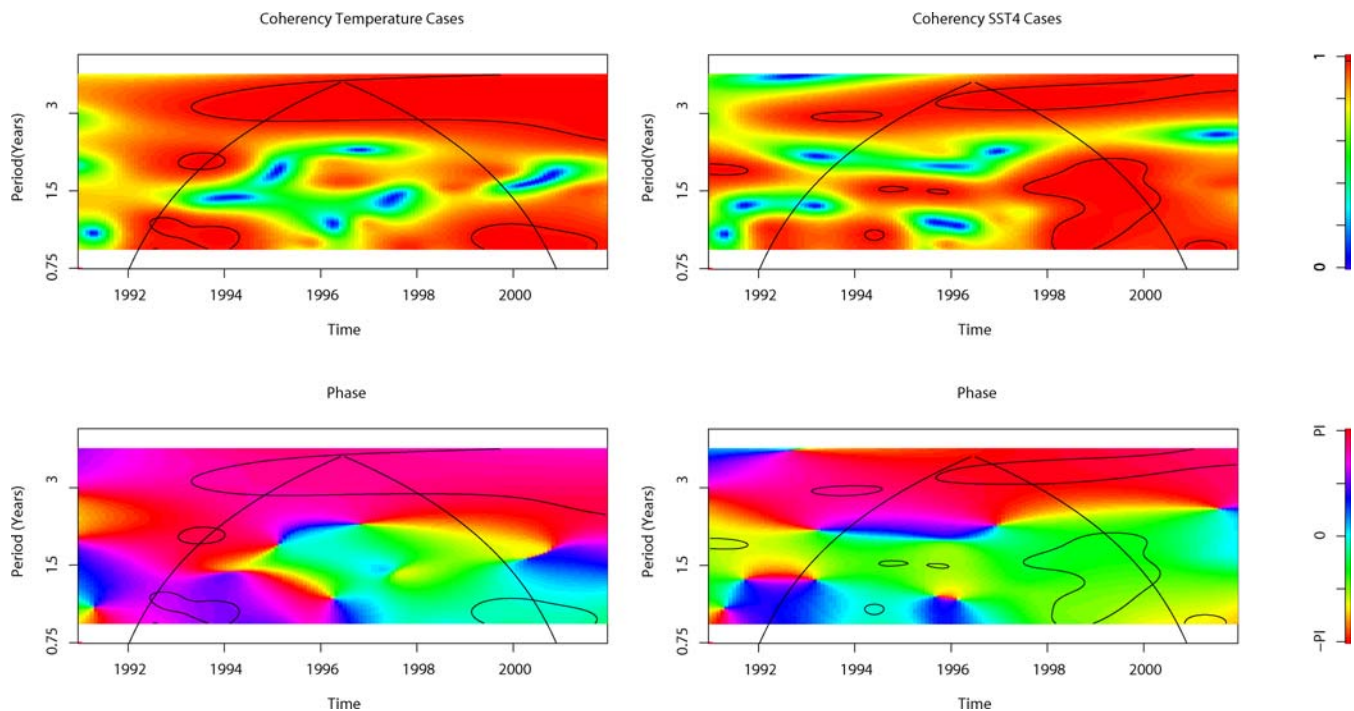 Coherency Temperature Cases
Coherency SST4 Cases
Period(Years)
3
1.5
0.75
1992 1994 1996 1998 2000
Time
Period(Years)
3
1.5
0.75
1992 1994 1996 1998 2000
Time
1
0
Phase
Phase
Period (Years)
3
1.5
0.75
1992 1994 1996 1998 2000
Time
Period (Years)
3
1.5
0.75
1992 1994 1996 1998 2000
Time
PI
0
−PI